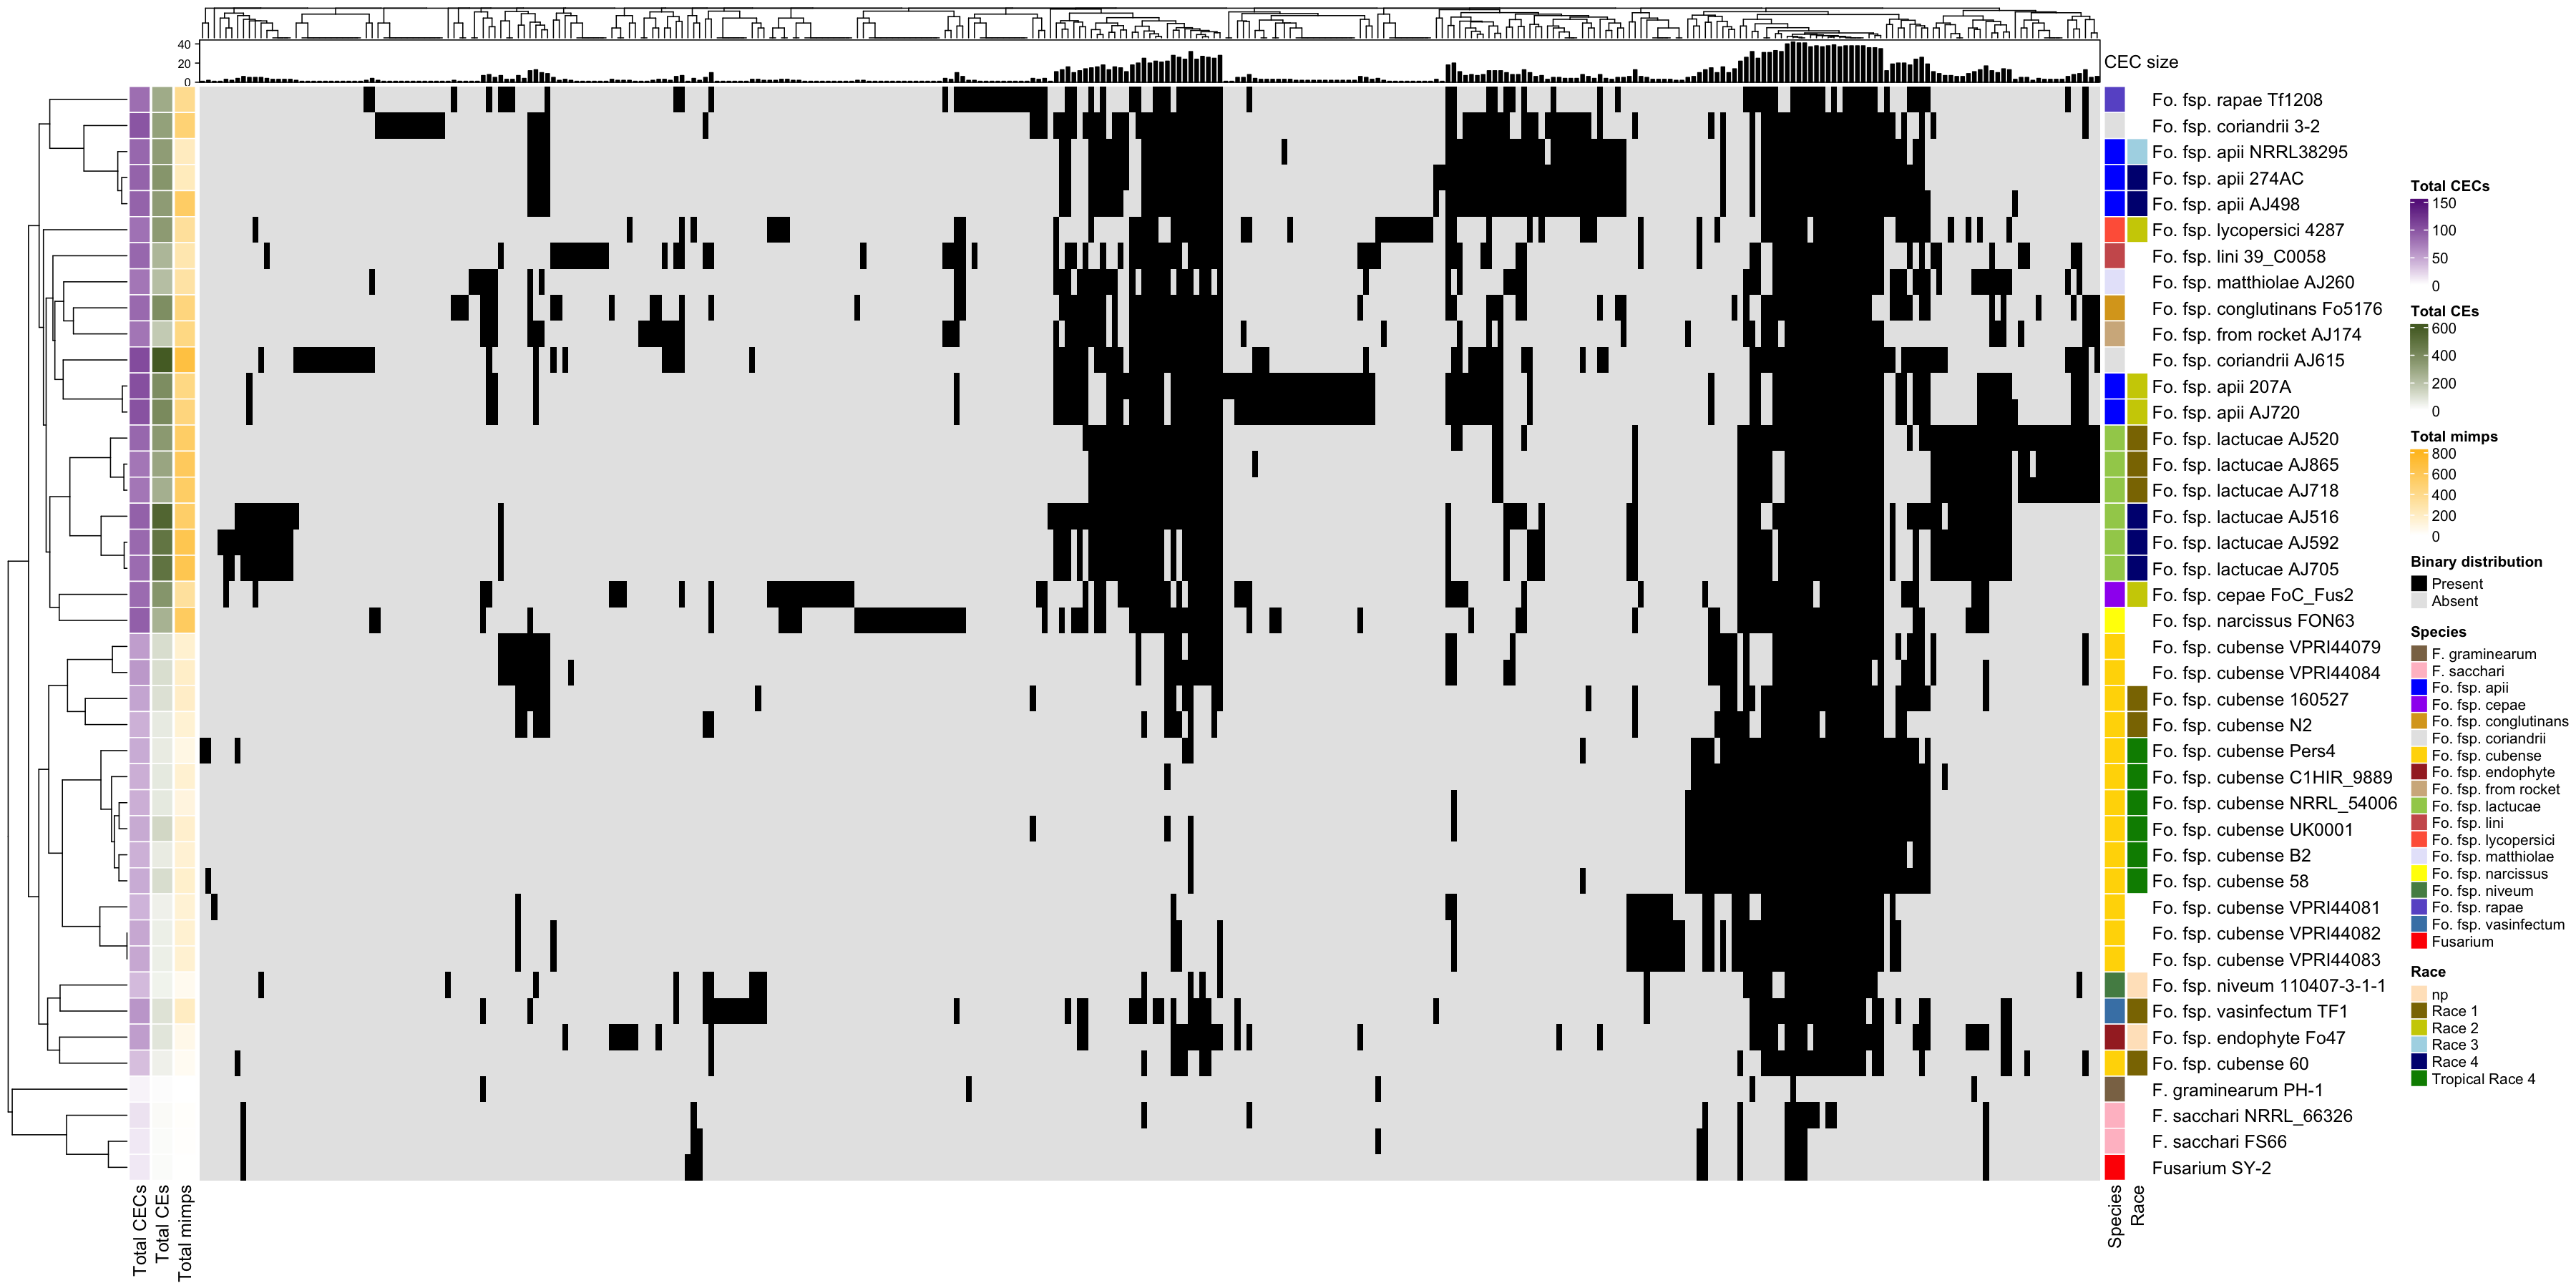 40
20
0
CEC size
Fo. fsp. rapae Tf1208
Fo. fsp. coriandrii 3-2
Fo. fsp. apii NRRL38295
Fo. fsp. apii 274AC
Fo. fsp. apii AJ498
Fo. fsp. lycopersici 4287
Fo. fsp. lini 39_C0058
Fo. fsp. matthiolae AJ260
Fo. fsp. conglutinans Fo5176
Fo. fsp. from rocket AJ174
Fo. fsp. coriandrii AJ615
Fo. fsp. apii 207A
Fo. fsp. apii AJ720
Fo. fsp. lactucae AJ520
Fo. fsp. lactucae AJ865
Fo. fsp. lactucae AJ718
Fo. fsp. lactucae AJ516
Fo. fsp. lactucae AJ592
Fo. fsp. lactucae AJ705
Fo. fsp. cepae FoC_Fus2
Fo. fsp. narcissus FON63
Fo. fsp. cubense VPRI44079
Fo. fsp. cubense VPRI44084
Fo. fsp. cubense 160527
Fo. fsp. cubense N2
Fo. fsp. cubense Pers4
Fo. fsp. cubense C1HIR_9889
Fo. fsp. cubense NRRL_54006
Fo. fsp. cubense UK0001
Fo. fsp. cubense B2
Fo. fsp. cubense 58
Fo. fsp. cubense VPRI44081
Fo. fsp. cubense VPRI44082
Fo. fsp. cubense VPRI44083
Fo. fsp. niveum 110407-3-1-1
Fo. fsp. vasinfectum TF1
Fo. fsp. endophyte Fo47
Fo. fsp. cubense 60
F. graminearum PH-1
F. sacchari NRRL_66326
F. sacchari FS66
Fusarium SY-2
Total CECs
Total CEs
Total mimps
Species
Race
Total CECs
150
100
50
0
Total CEs
600
400
200
0
Total mimps
800
600
400
200
0
Binary distribution
Present
Absent
Species
F. graminearum
F. sacchari
Fo. fsp. apii
Fo. fsp. cepae
Fo. fsp. conglutinans
Fo. fsp. coriandrii
Fo. fsp. cubense
Fo. fsp. endophyte
Fo. fsp. from rocket
Fo. fsp. lactucae
Fo. fsp. lini
Fo. fsp. lycopersici
Fo. fsp. matthiolae
Fo. fsp. narcissus
Fo. fsp. niveum
Fo. fsp. rapae
Fo. fsp. vasinfectum
Fusarium
Race
np
Race 1
Race 2
Race 3
Race 4
Tropical Race 4